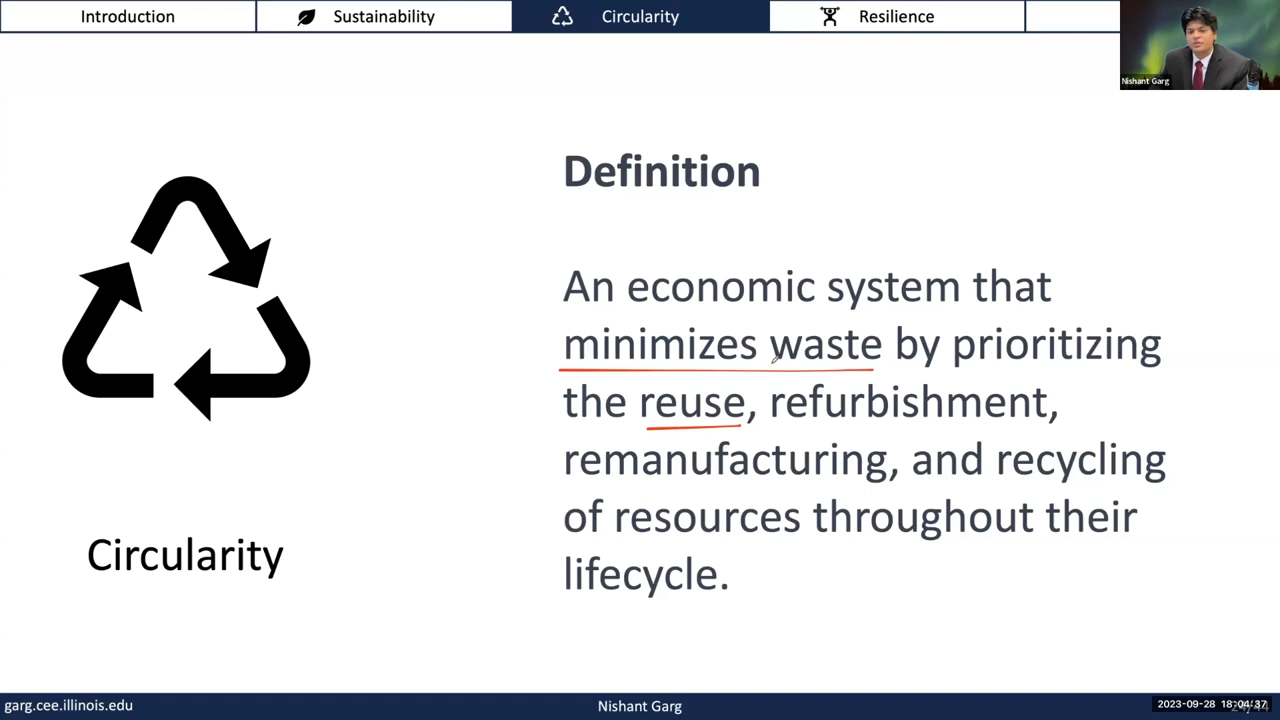 Introduction
Sustainability
Circularity
Resilience
Nishant Garg
Definition
An economic system that
minimizes waste by prioritizing
the reuse, refurbishment,
remanufacturing, and recycling
of resources throughout their
lifecycle.
Circularity
garg.cee.illinois.edu
Nishant Garg
2023-09-28 18:04:37